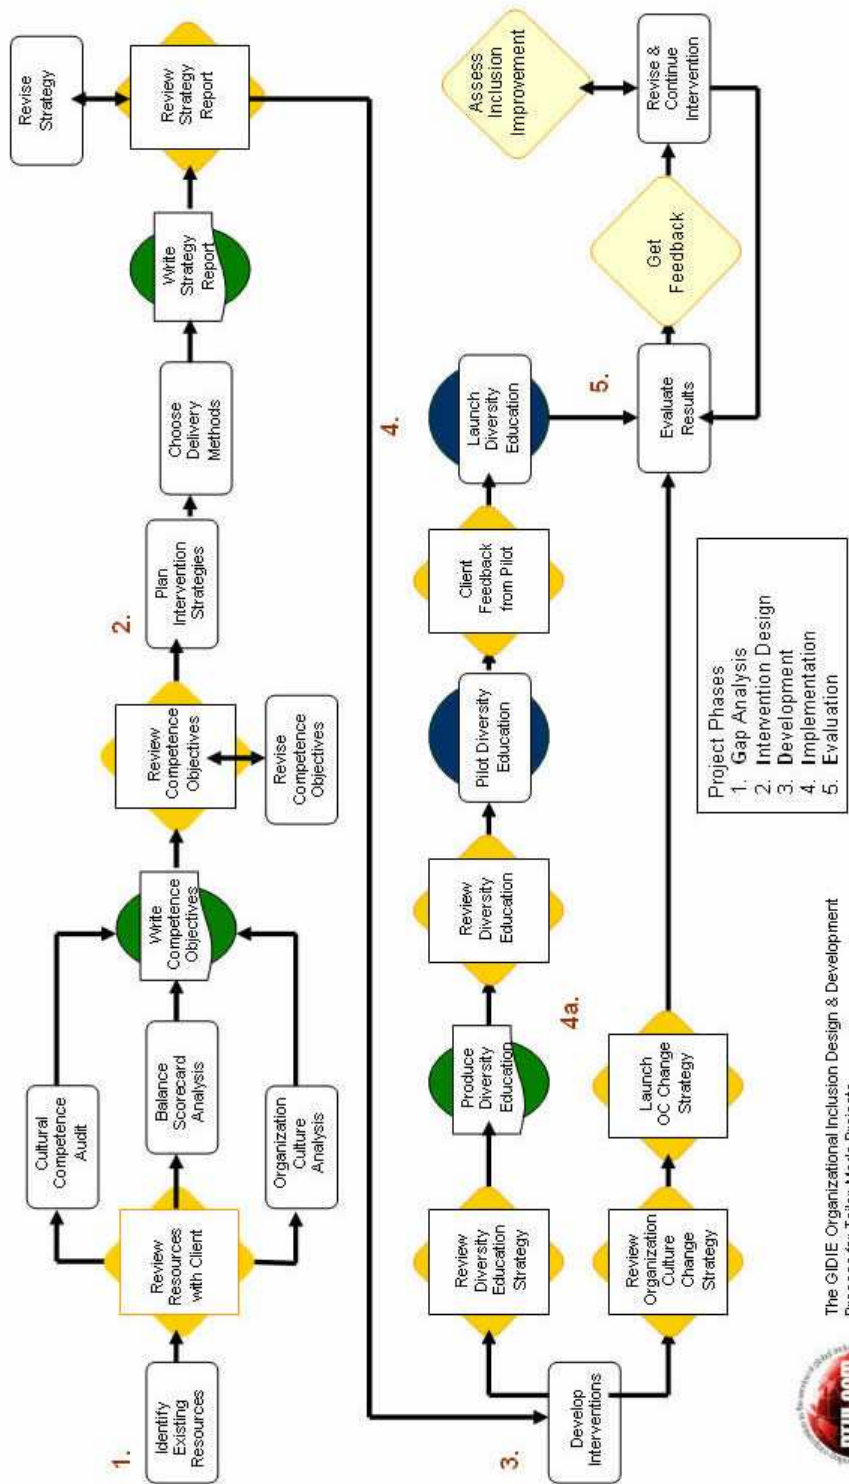 1.
Identify
Existing
Resources
Review
Resources
with Client
Cultural
Competence
Audit
Balance
Scorecard
Analysis
Organization
Culture
Analysis
Write
Competence
Objectives
Review
Competence
Objectives
Revise
Competence
Objectives
2.
Plan
Intervention
Strategies
Choose
Delivery
Methods
Write
Strategy
Report
Review
Strategy
Report
Revise
Strategy
3.
Develop
Interventions
Review
Diversity
Education
Strategy
Produce
Diversity
Education
Review
Diversity
Education
Pilot Diversity
Education
Client
Feedback
from Pilot
4.
Launch
Diversity
Education
Review
Organization
Culture
Change
Strategy
4a.
Launch
OC Change
Strategy
5.
Evaluate
Results
Get
Feedback
Revise &
Continue
Intervention
Assess
Inclusion
Improvement
Project Phases
1. Gap Analysis
2. Intervention Design
3. Development
4. Implementation
5. Evaluation
The GIDIE Organizational Inclusion Design & Development